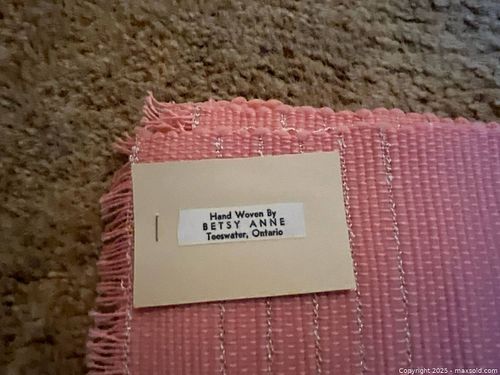 Hand Woven By
BETSY ANNE
Teeswater, Ontario
Copyright 2025 - maxsold.com